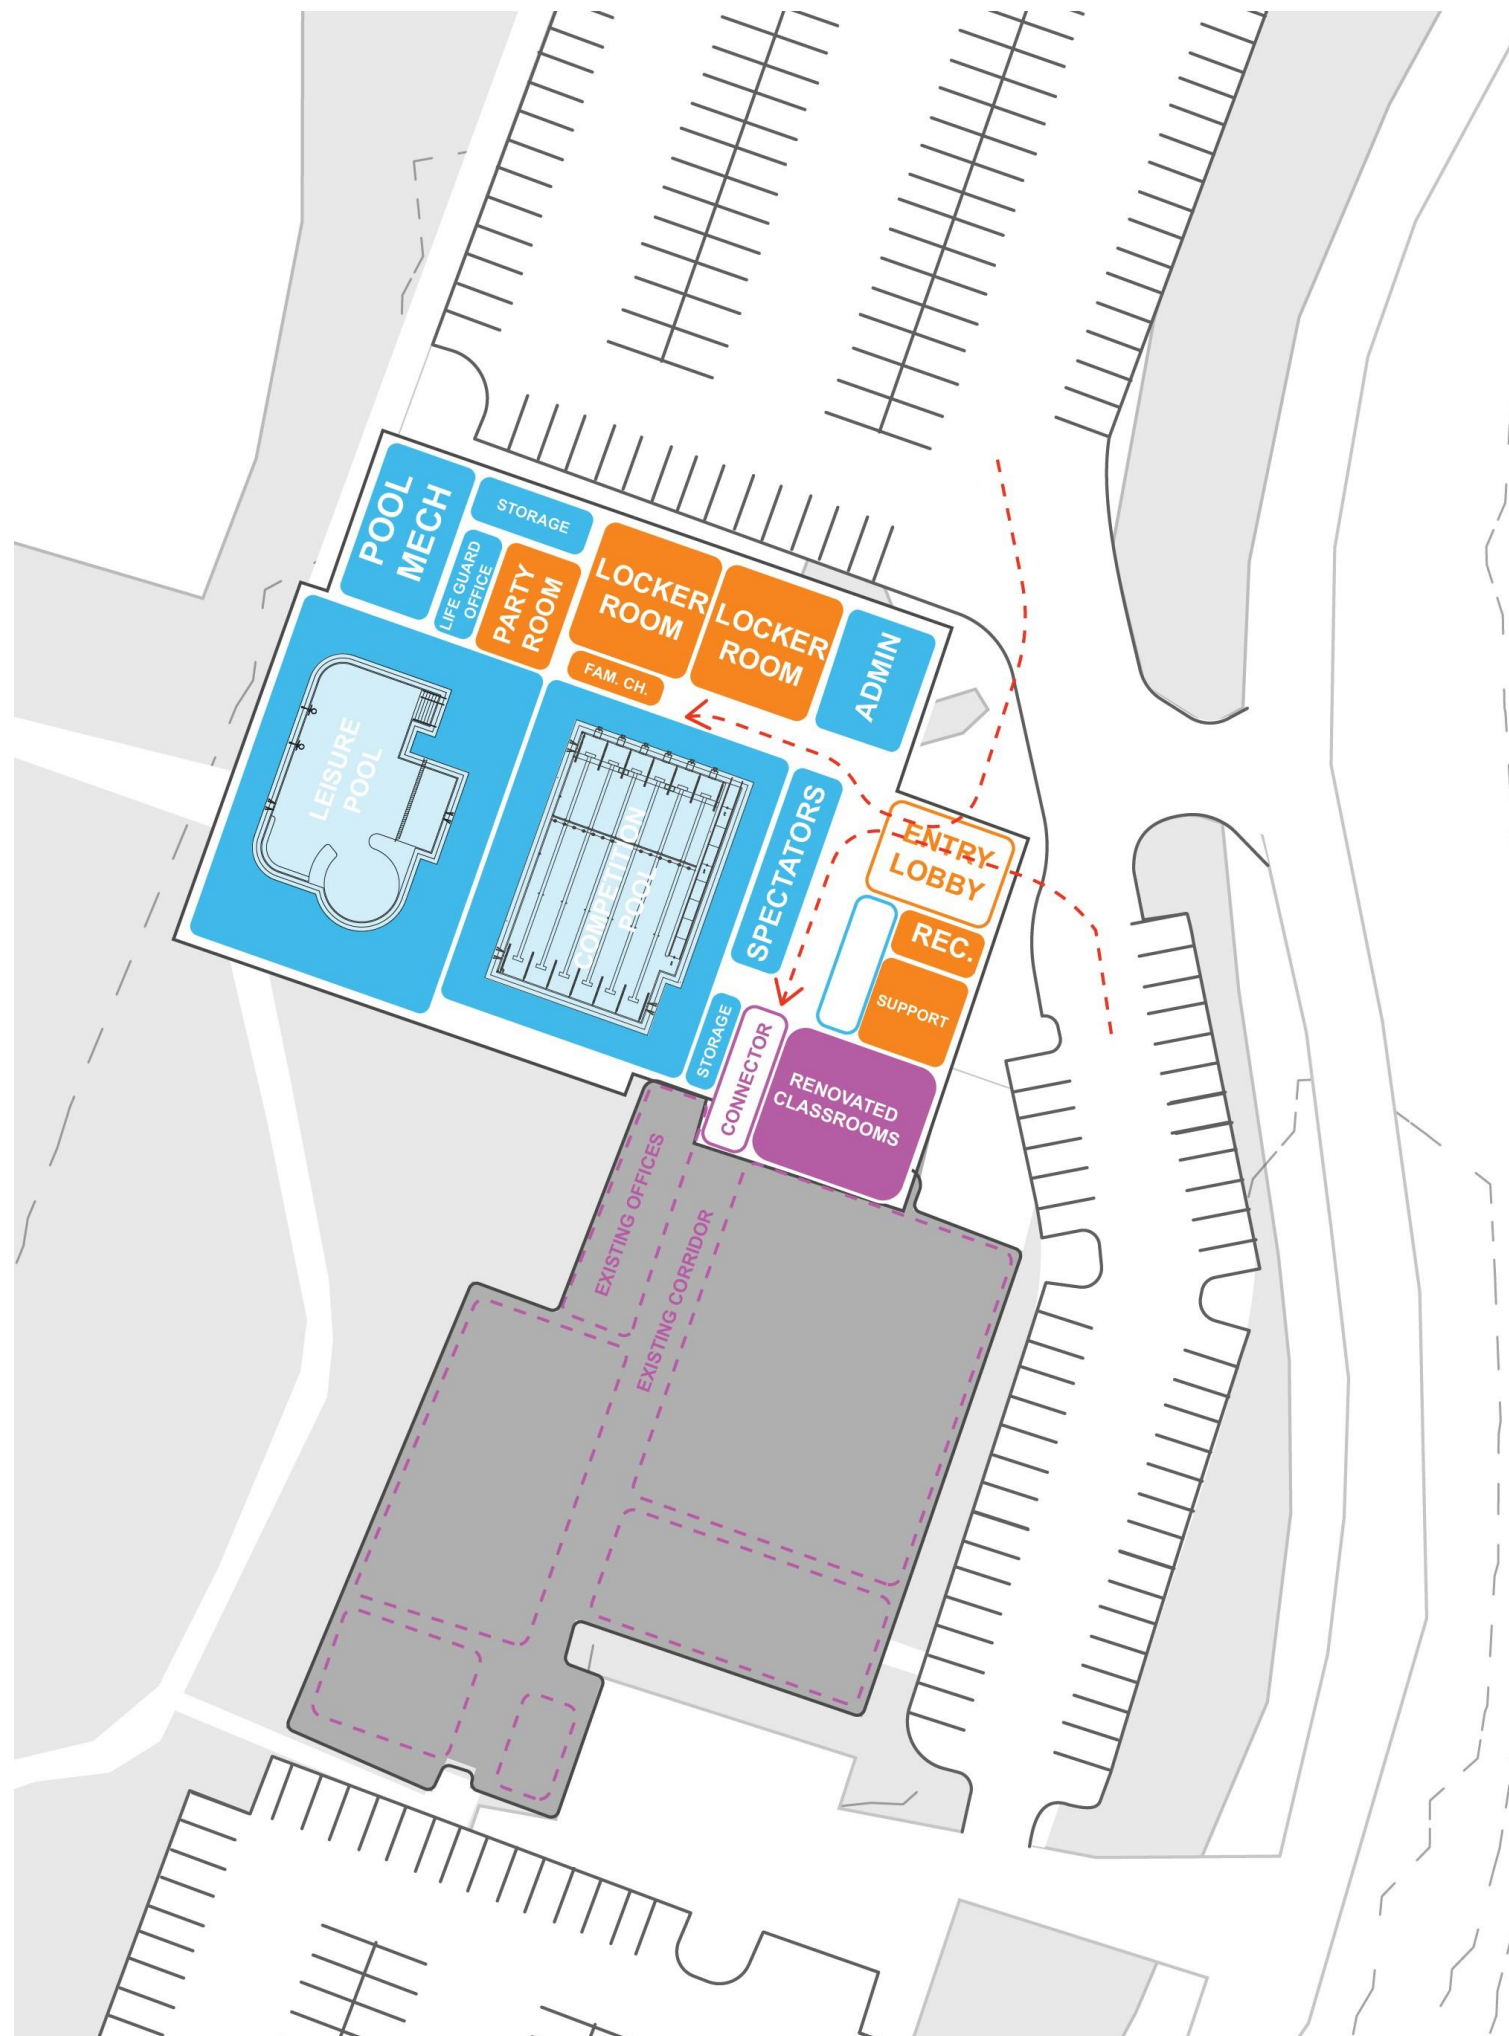 POOL
MECH
STORAGE
LIFE GUARD
OFFICE
PARTY
ROOM
LOCKER
ROOM
LOCKER
ROOM
FAM. CH.
ADMIN
LEISURE
POOL
COMPETITION
POOL
SPECTATORS
ENTRY
LOBBY
REC.
SUPPORT
STORAGE
CONNECTOR
RENOVATED
CLASSROOMS
EXISTING OFFICES
EXISTING CORRIDOR